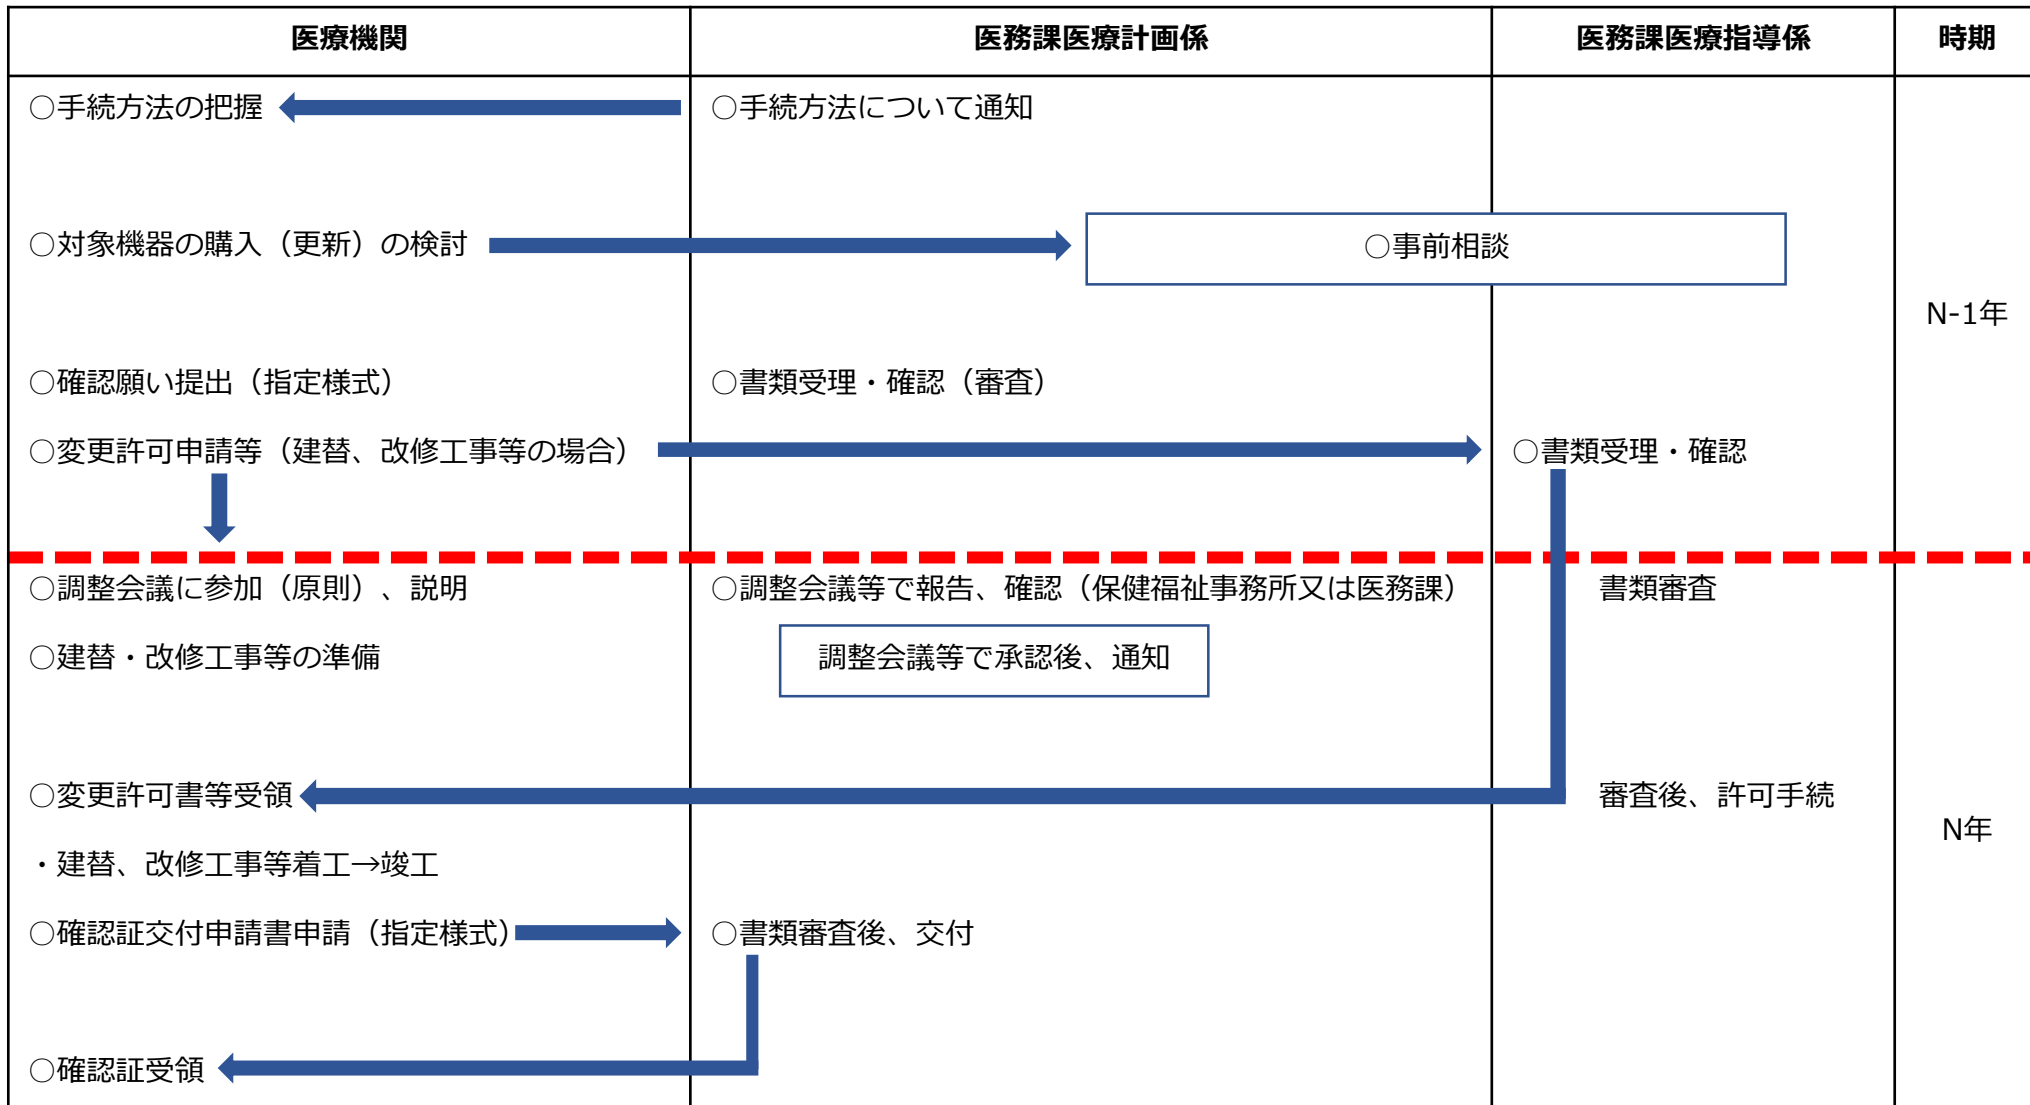 医療機関 医務課医療計画係 医務課医療指導係 時期
○手続方法の把握 ○手続方法について通知
○対象機器の購入（更新）の検討 ○事前相談
N-1年
○確認願い提出（指定様式） ○書類受理・確認（審査）
○変更許可申請等（建替、改修工事等の場合） ○書類受理・確認
○調整会議に参加（原則）、説明 ○調整会議等で報告、確認（保健福祉事務所又は医務課） 書類審査
○建替・改修工事等の準備 調整会議等で承認後、通知
○変更許可書等受領 審査後、許可手続
N年
・建替、改修工事等着工→竣工
○確認証交付申請書申請（指定様式） ○書類審査後、交付
○確認証受領